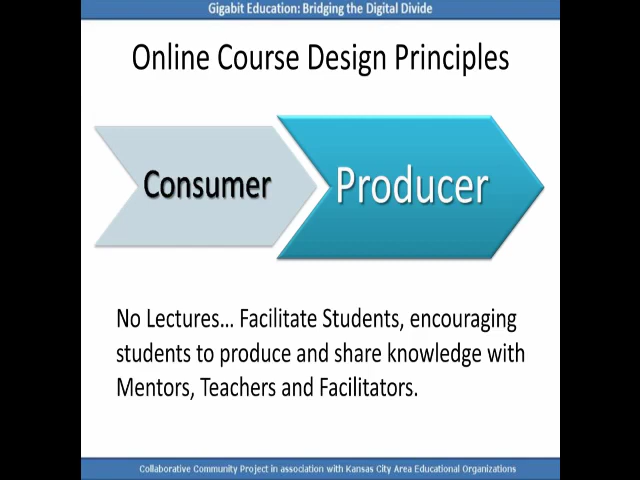 Gigabit Education: Bridging the Digital Divide
Online Course Design Principles
Consumer
Producer
No Lectures... Facilitate Students, encouraging
students to produce and share knowledge with
Mentors, Teachers and Facilitators.
Collaborative Community Project in association with Kansas City Area Educational Organizations